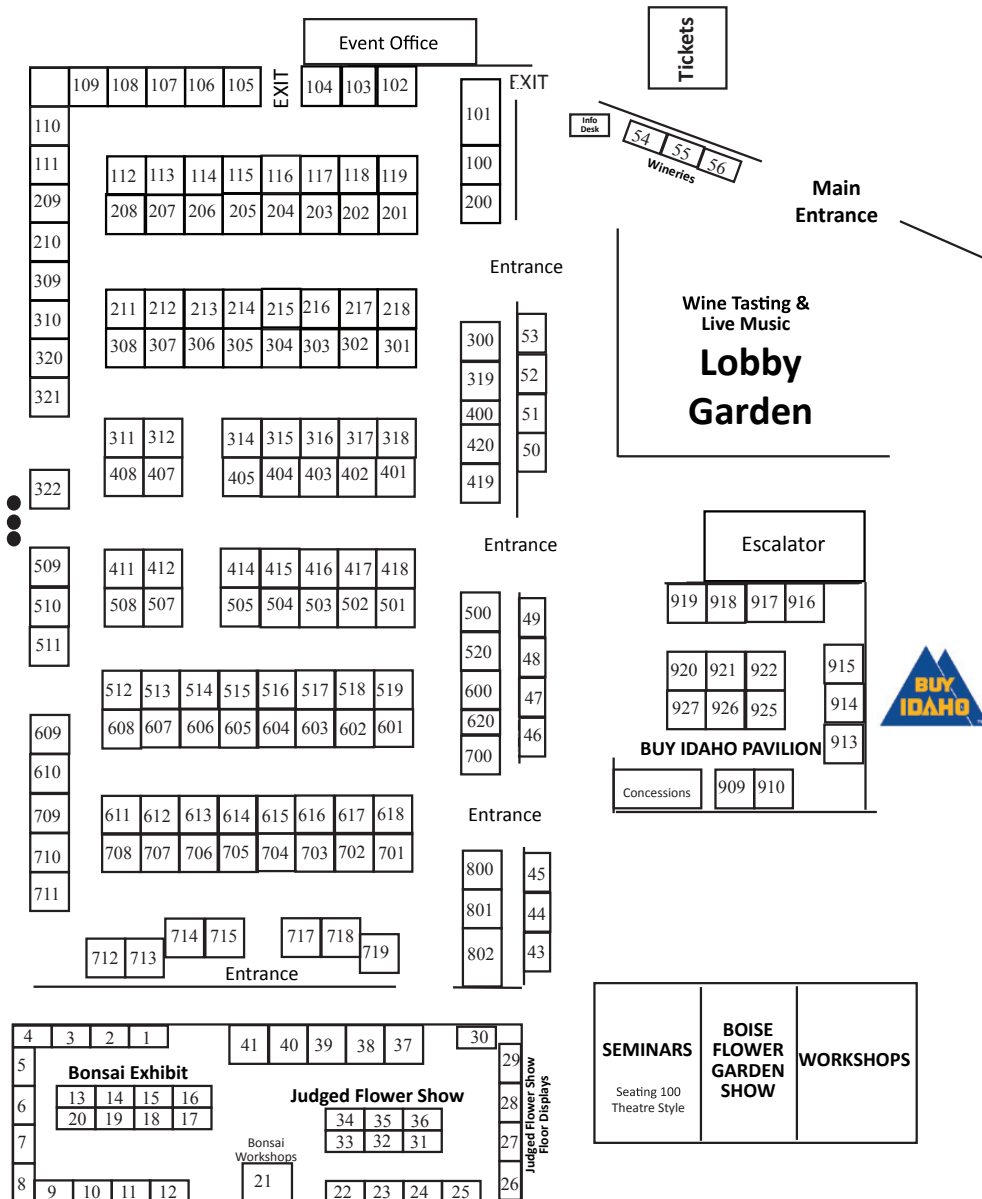 Event Office
Tickets
109 108 107 106 105
EXIT
104 103 102
EXIT
101
110
Info
Desk
54 55 56
Wineries
111
112 113 114 115 116 117 118 119
100
209
208 207 206 205 204 203 202 201
200
Main
Entrance
210
Entrance
309
211 212 213 214 215 216 217 218
310
308 307 306 305 304 303 302 301
300
53
320
319
52
321
400
51
311 312
314 315 316 317 318
420
50
408 407
405 404 403 402 401
419
322
Wine Tasting &
Live Music
Lobby
Garden
Entrance
Escalator
509
411 412
414 415 416 417 418
510
508 507
505 504 503 502 501
500
49
511
520
48
512 513 514 515 516 517 518 519
600
47
608 607 606 605 604 603 602 601
620
46
609
700
610
919 918 917 916
920 921 922
915
927 926 925
914
913
BUY
IDAHO
BUY IDAHO PAVILION
Concessions
909 910
Entrance
709
611 612 613 614 615 616 617 618
710
708 707 706 705 704 703 702 701
711
800
45
801
44
802
43
712 713
714 715
717 718
719
Entrance
SEMINARS
Seating 100
Theatre Style
BOISE
FLOWER
GARDEN
SHOW
WORKSHOPS
4 3 2 1
41 40 39 38 37
30
5
29
Bonsai Exhibit
6
13 14 15 16
20 19 18 17
Judged Flower Show
34 35 36
33 32 31
28
7
27
Judged Flower Show
Floor Displays
Bonsai
Workshops
21
8
26
9 10 11 12
22 23 24 25